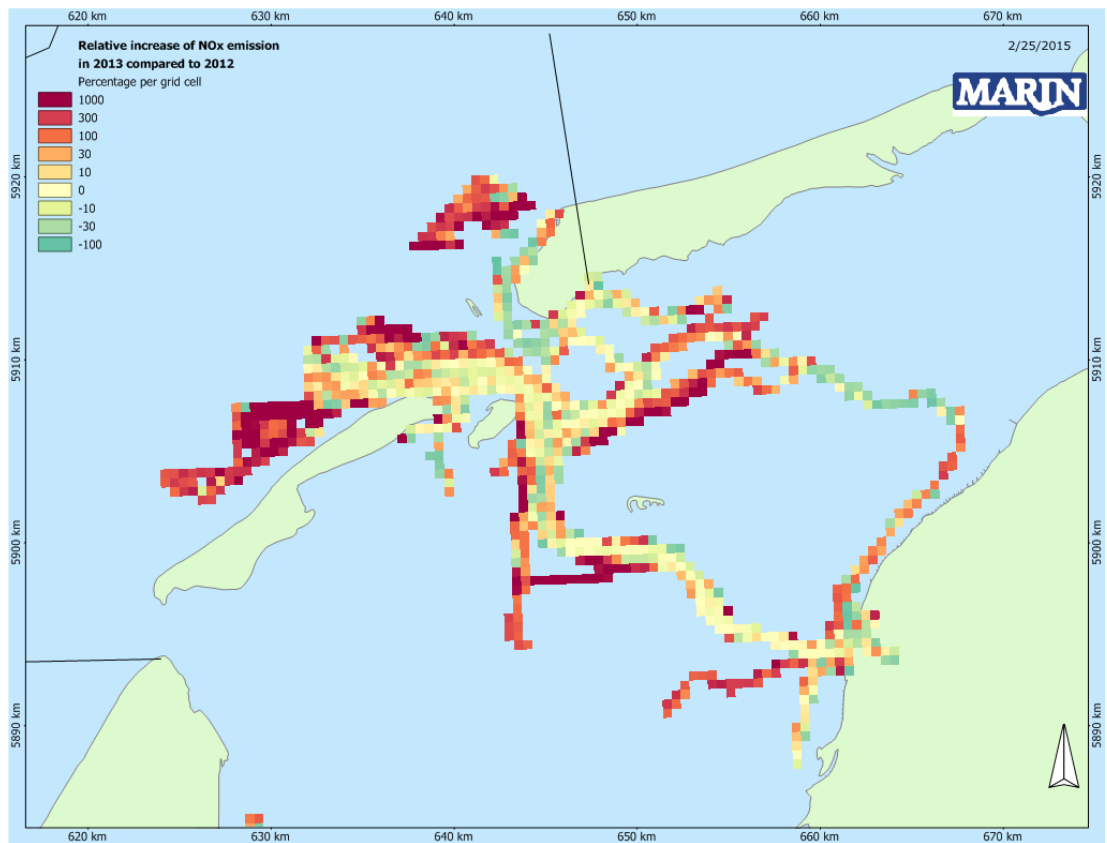 620 km
630 km
640 km
650 km
660 km
670 km
Relative increase of NOx emission
in 2013 compared to 2012
Percentage per grid cell
1000
300
100
30
10
0
-10
-30
-100
2/25/2015
MARIN
5920 km
5920 km
5910 km
5910 km
5900 km
5900 km
5890 km
5890 km
620 km
630 km
640 km
650 km
660 km
670 km